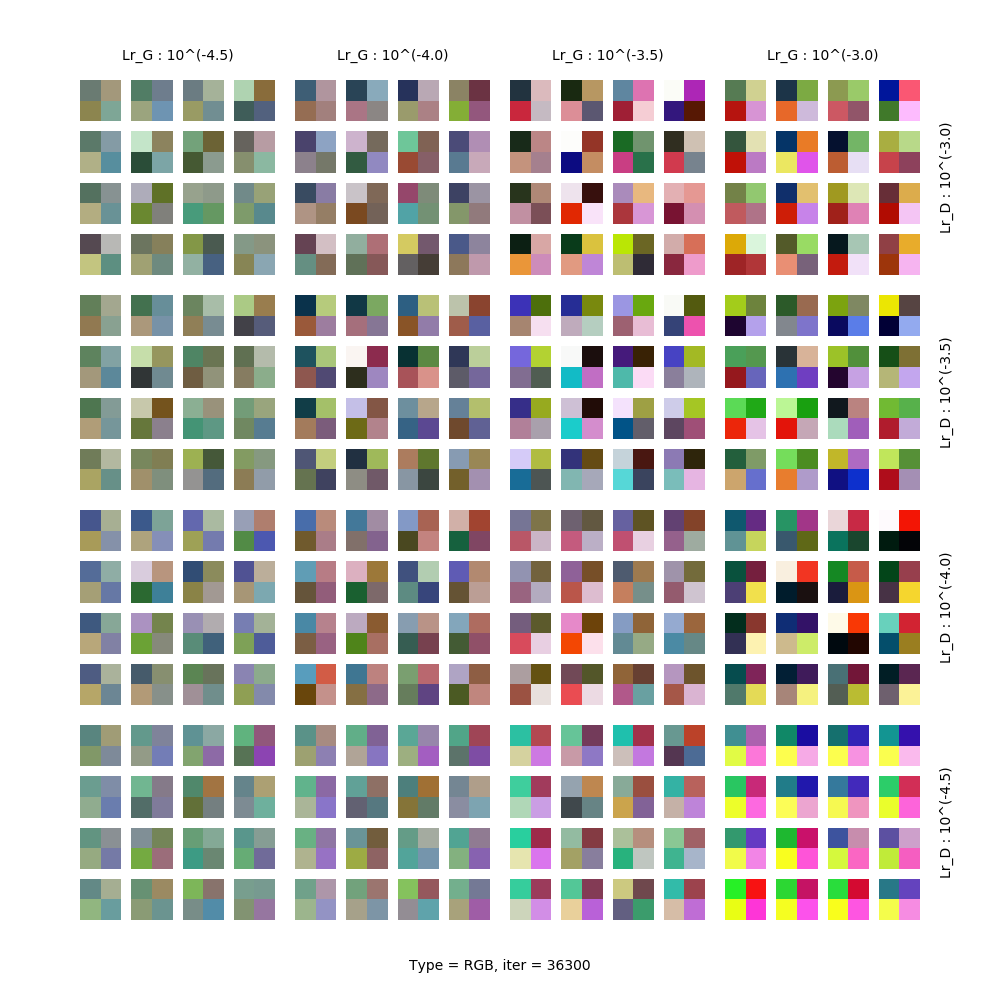 Lr_G : 10^(-4.5)
Lr_G : 10^(-4.0)
Lr_G : 10^(-3.5)
Lr_G : 10^(-3.0)
Lr_D : 10^(-3.0)
Lr_D : 10^(-3.5)
Lr_D : 10^(-4.0)
Lr_D : 10^(-4.5)
Type = RGB, iter = 36300